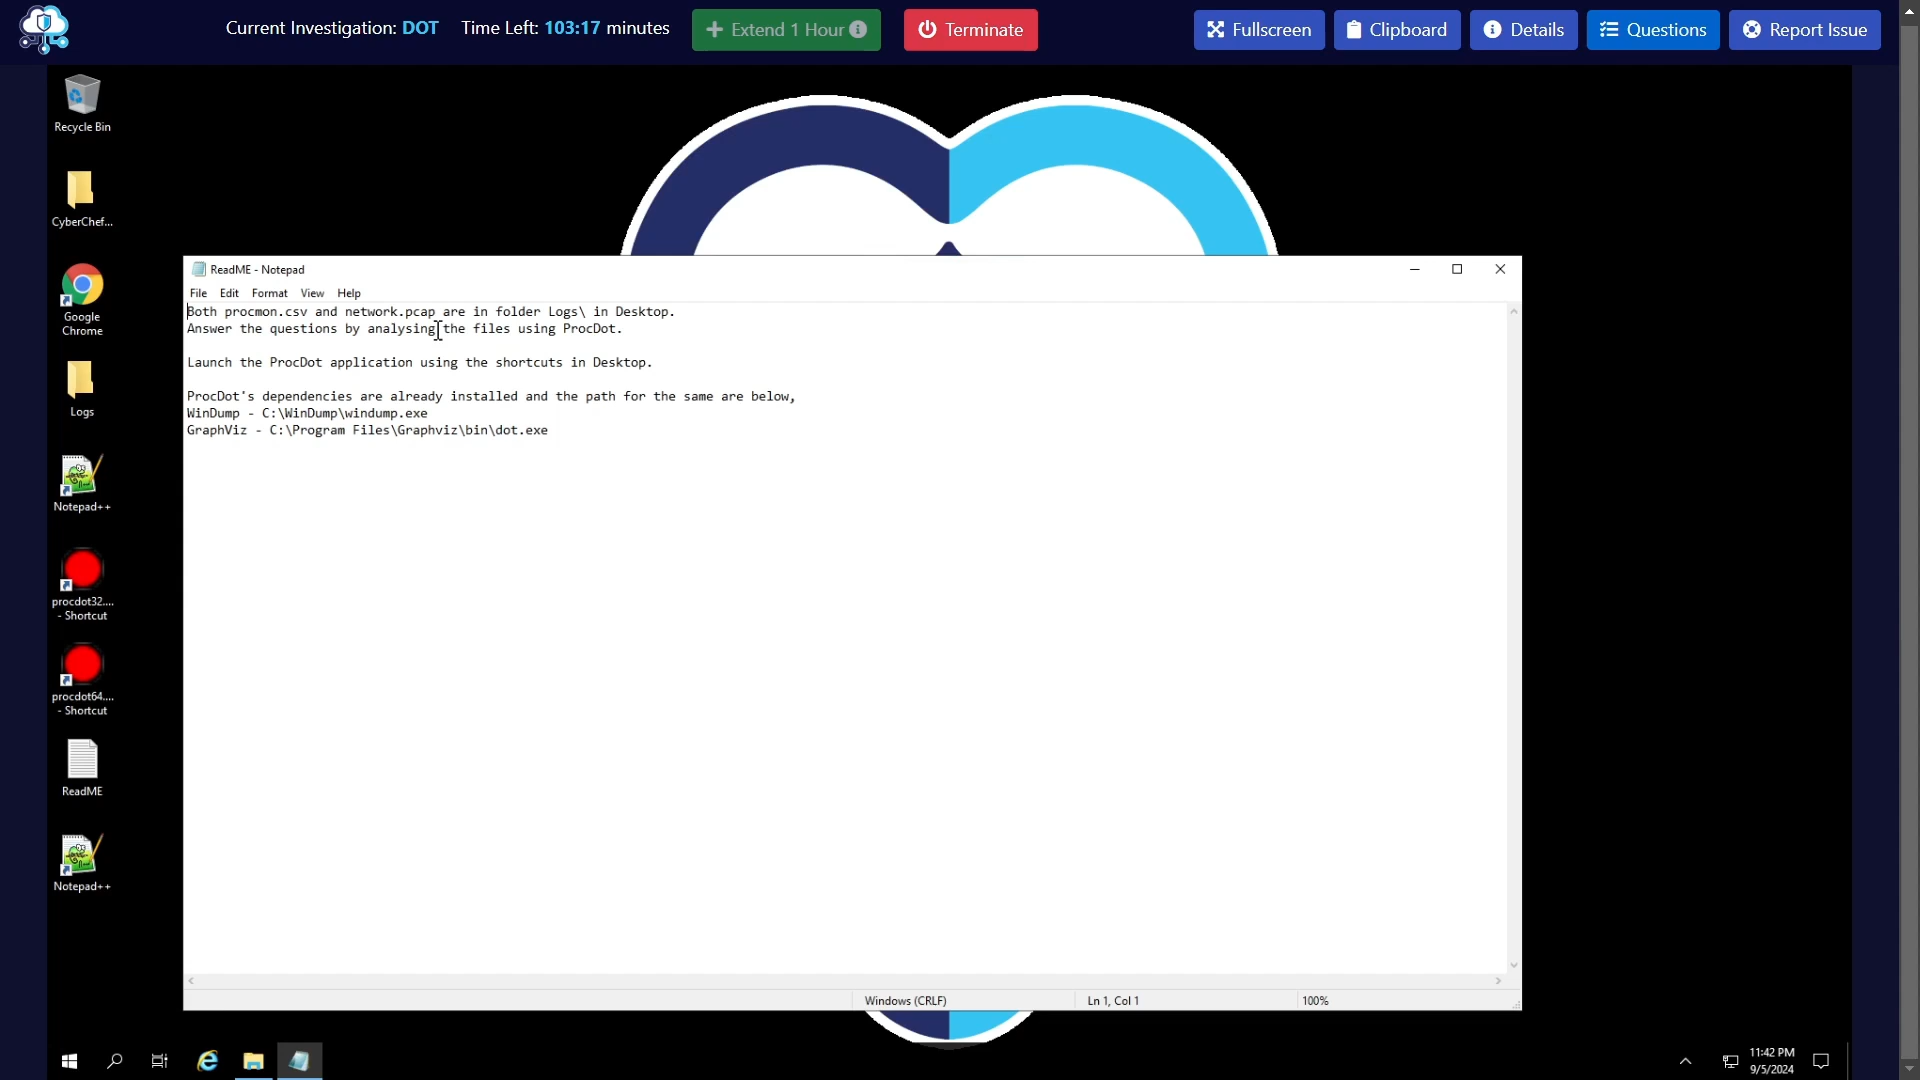 Current Investigation: DOT
Time Left: 103:17 minutes
Extend 1 Hour
Terminate
Fullscreen
Clipboard
Details
Questions
Report Issue
Recycle Bin
CyberChef...
Google
Chrome
Logs
Notepad++
procdot32....
- Shortcut
procdot64....
- Shortcut
ReadME
Notepad++
ReadME - Notepad
File Edit Format View Help
Both procmon.csv and network.pcap are in folder Logs\ in Desktop.
Answer the questions by analysing the files using ProcDot.
Launch the ProcDot application using the shortcuts in Desktop.
ProcDot's dependencies are already installed and the path for the same are below,
WinDump - C:\WinDump\windump.exe
GraphViz - C:\Program Files\Graphviz\bin\dot.exe
Windows (CRLF)
Ln 1, Col 1
100%
11:42 PM
9/5/2024